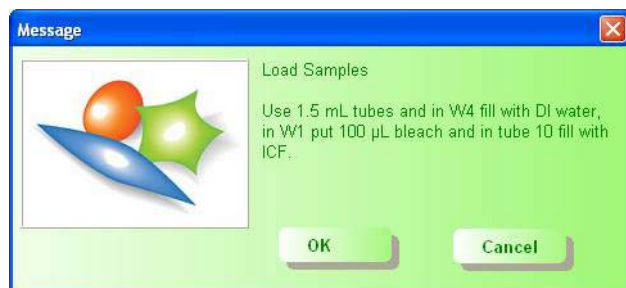 Message
Load Samples
Use 1.5 mL tubes and in W4 fill with DI water,
in W1 put 100 µL bleach and in tube 10 fill with
ICF.
OK
Cancel